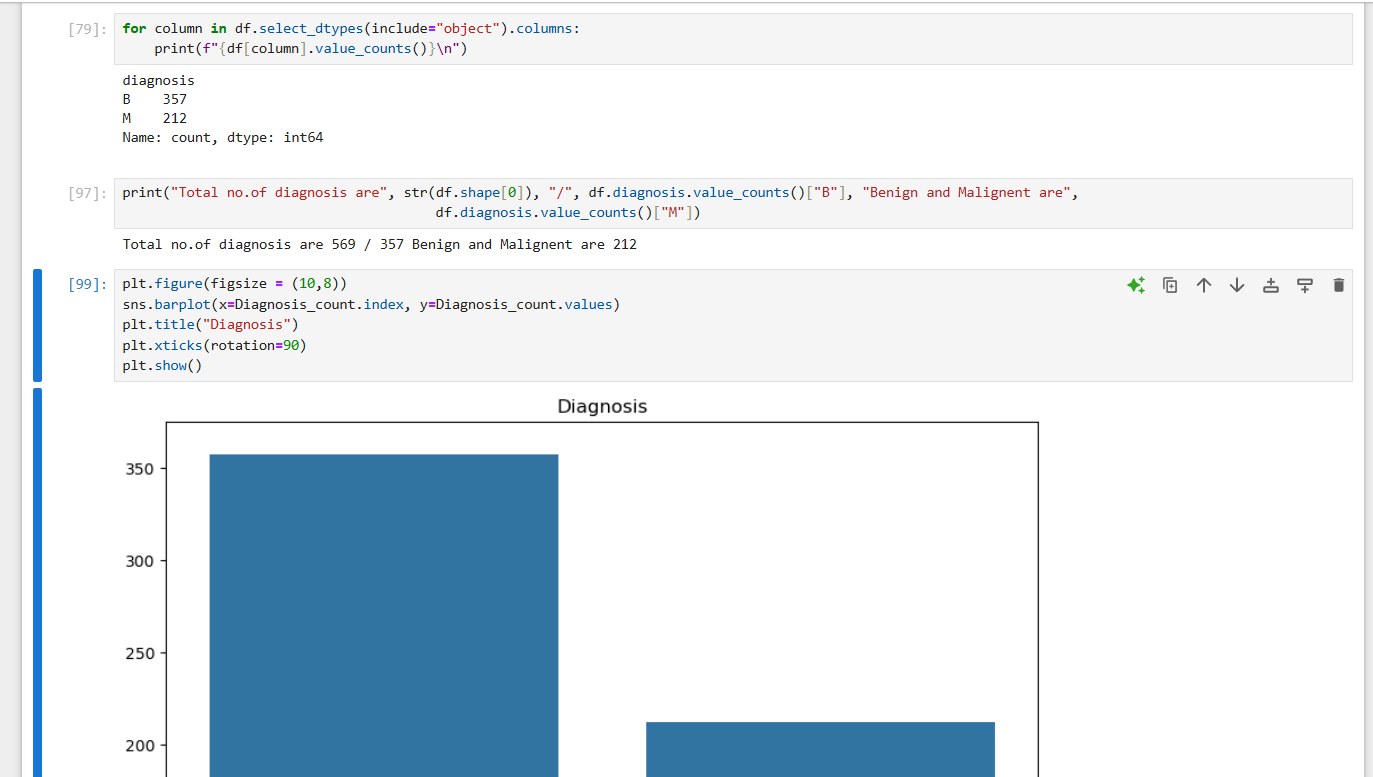 [79]: for column in df.select_dtypes(include="object").columns:
    print(f"{df[column].value_counts()}\n")
diagnosis
B    357
M    212
Name: count, dtype: int64
[97]: print("Total no.of diagnosis are", str(df.shape[0]), "/", df.diagnosis.value_counts()["B"], "Benign and Malignent are",
                                       df.diagnosis.value_counts()["M"])
Total no.of diagnosis are 569 / 357 Benign and Malignent are 212
[99]: plt.figure(figsize = (10,8))
sns.barplot(x=Diagnosis_count.index, y=Diagnosis_count.values)
plt.title("Diagnosis")
plt.xticks(rotation=90)
plt.show()
Diagnosis
350
300
250
200